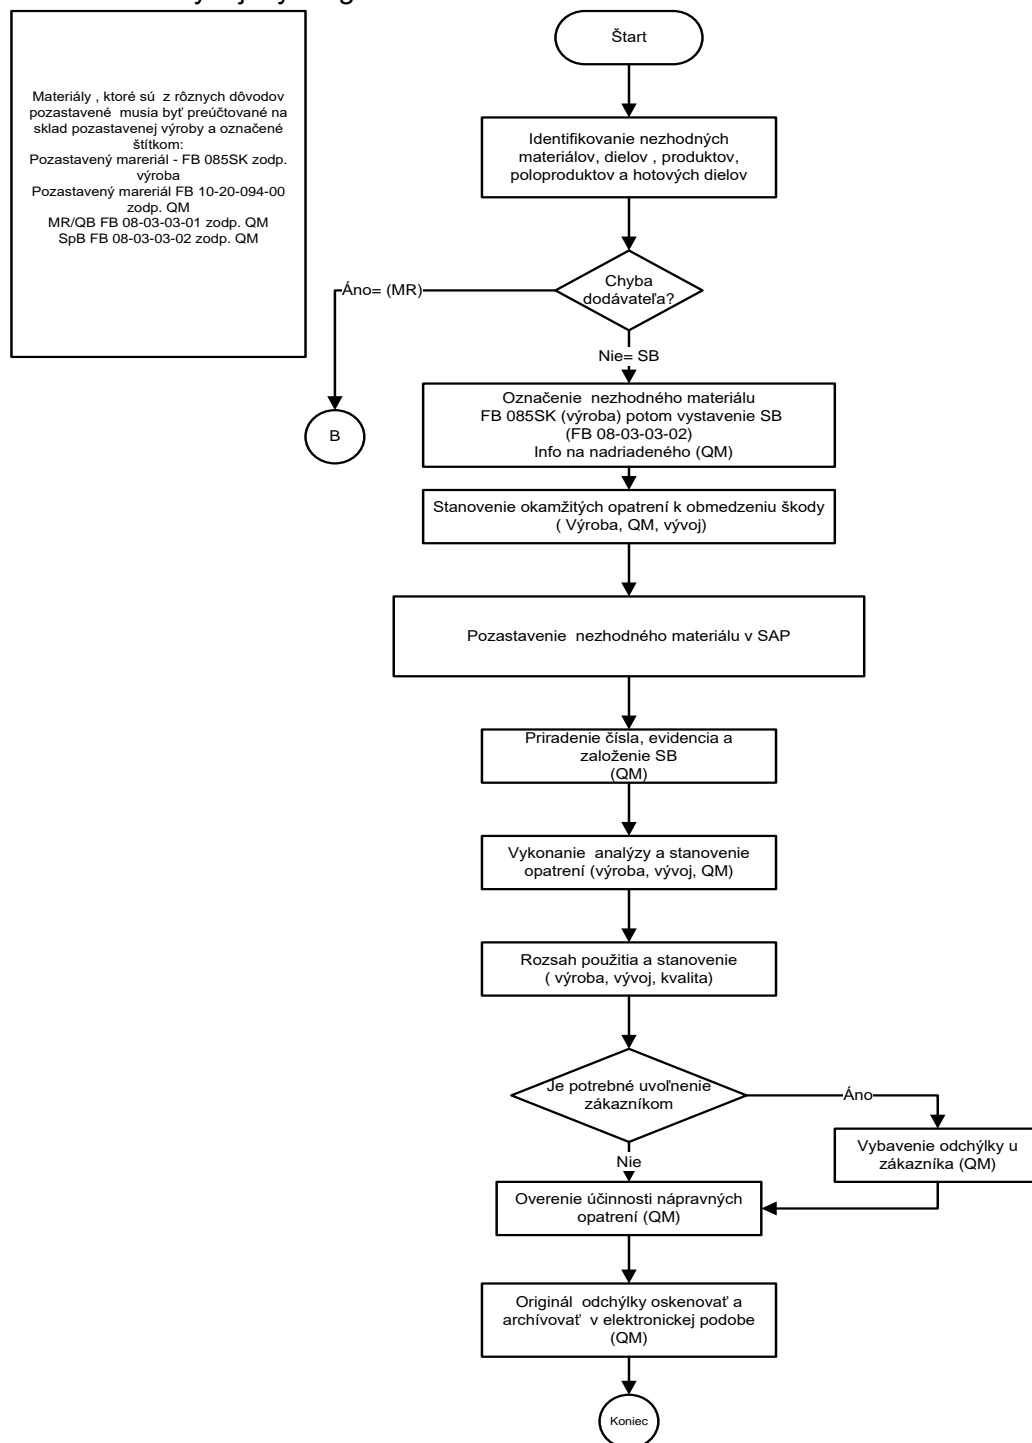 Materiály , ktoré sú  z rôznych dôvodov
pozastavené  musia byť preúčtované na
sklad pozastavenej výroby a označené
štítkom:
Pozastavený mareriál - FB 085SK zodp.
výroba
Pozastavený mareriál FB 10-20-094-00
zodp. QM
MR/QB FB 08-03-03-01 zodp. QM
SpB FB 08-03-03-02 zodp. QM
Štart
Identifikovanie nezhodných
materiálov, dielov , produktov,
poloproduktov a hotových dielov
Chyba
dodávateľa?
Áno= (MR)
B
Nie= SB
Označenie  nezhodného materiálu
FB 085SK (výroba) potom vystavenie SB
(FB 08-03-03-02)
Info na nadriadeného (QM)
Stanovenie okamžitých opatrení k obmedzeniu škody
( Výroba, QM, vývoj)
Pozastavenie  nezhodného materiálu v SAP
Priradenie čísla, evidencia a
založenie SB
(QM)
Vykonanie  analýzy a stanovenie
opatrení (výroba, vývoj, QM)
Rozsah použitia a stanovenie
( výroba, vývoj, kvalita)
Je potrebné uvoľnenie
zákazníkom
Áno
Vybavenie odchýlky u
zákazníka (QM)
Nie
Overenie účinnosti nápravných
opatrení (QM)
Originál  odchýlky oskenovať a
archívovať  v elektronickej podobe
(QM)
Koniec